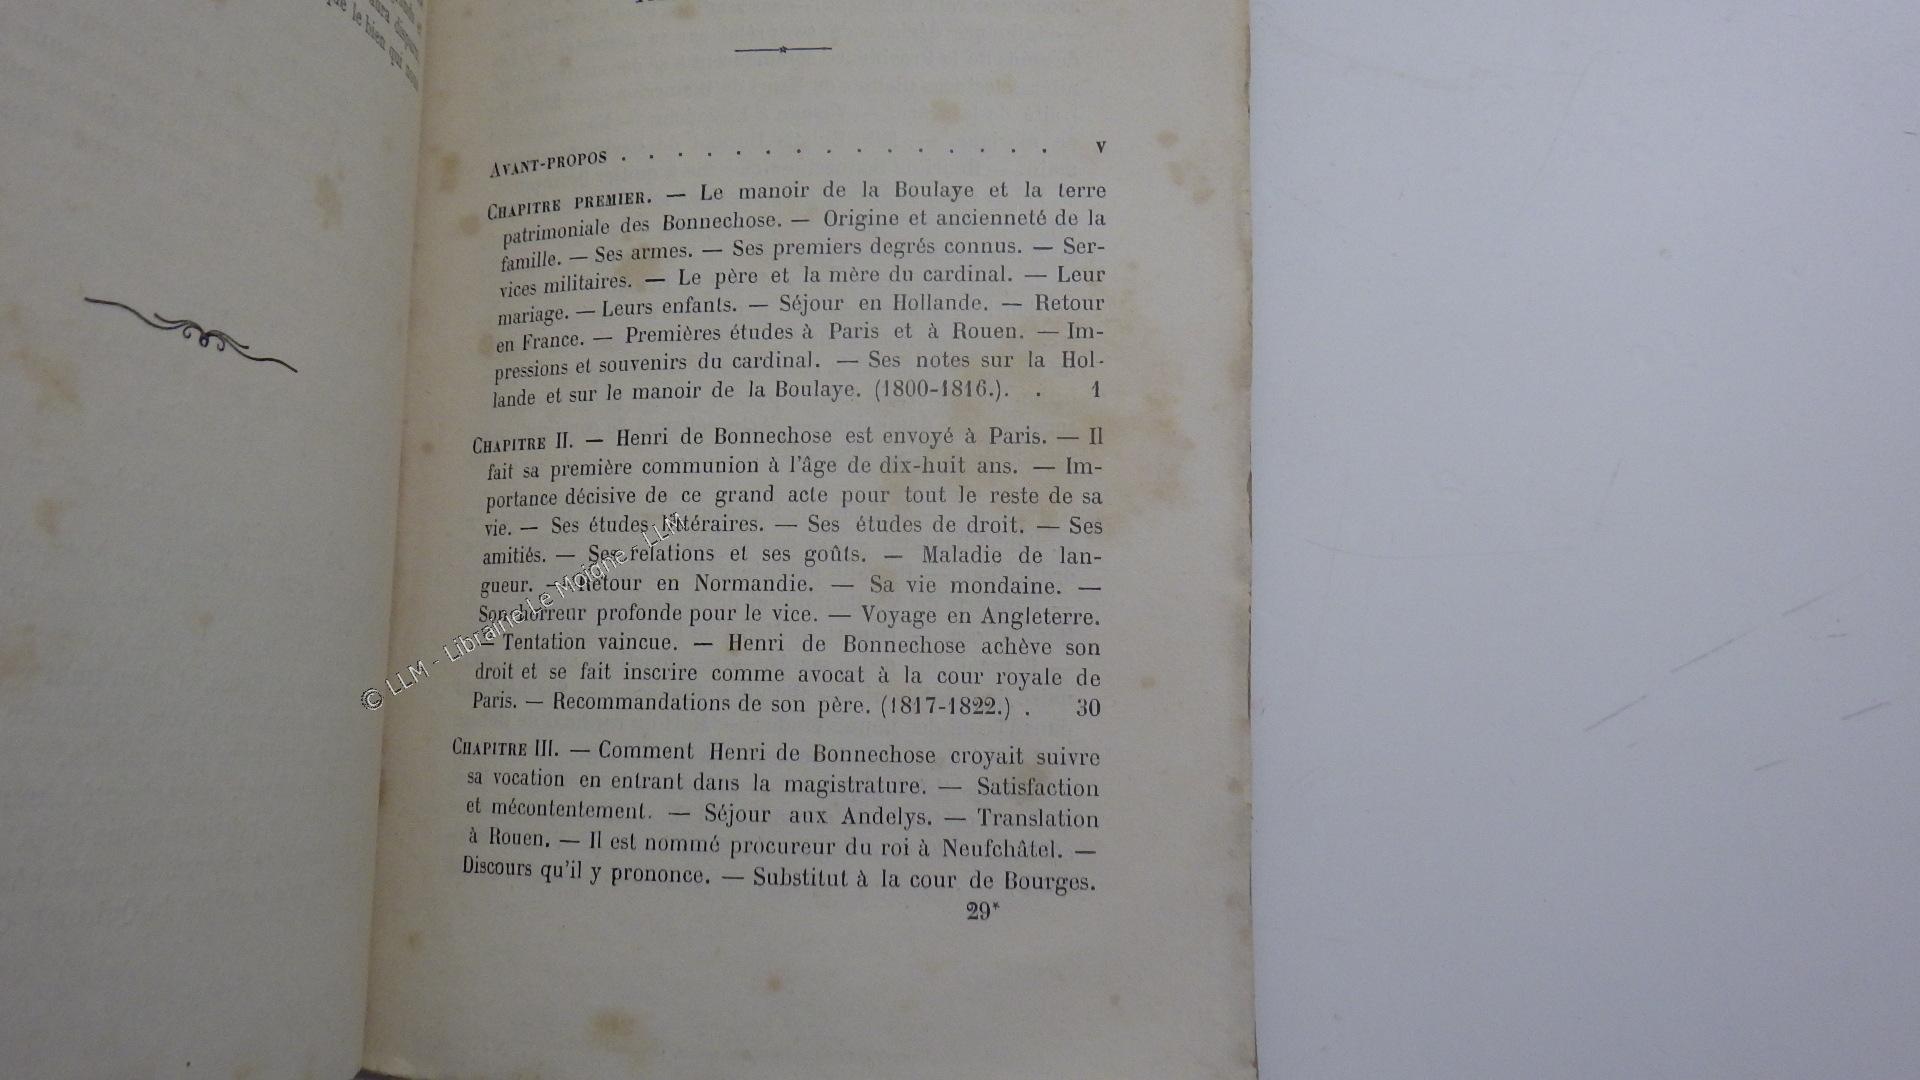 que le bien qui nous
AVANT-PROPOS . . . . . . . . . . . . . . . . V
CHAPITRE PREMIER. — Le manoir de la Boulaye et la terre
patrimoniale des Bonnechose. — Origine et ancienneté de la
famille. — Ses armes. — Ses premiers degrés connus. — Ser-
vices militaires. — Le père et la mère du cardinal. — Leur
mariage. — Leurs enfants. — Séjour en Hollande. — Retour
en France. — Premières études à Paris et à Rouen. — Im-
pressions et souvenirs du cardinal. — Ses notes sur la Hol-
lande et sur le manoir de la Boulaye. (1800-1816.). . 1
CHAPITRE II. — Henri de Bonnechose est envoyé à Paris. — Il
fait sa première communion à l'âge de dix-huit ans. — Im-
portance décisive de ce grand acte pour tout le reste de sa
vie. — Ses études littéraires. — Ses études de droit. — Ses
amitiés. — Ses relations et ses goûts. — Maladie de lan-
gueur. — Retour en Normandie. — Sa vie mondaine. —
Son horreur profonde pour le vice. — Voyage en Angleterre.
— Tentation vaincue. — Henri de Bonnechose achève son
droit et se fait inscrire comme avocat à la cour royale de
Paris. — Recommandations de son père. (1817-1822.) . 30
CHAPITRE III. — Comment Henri de Bonnechose croyait suivre
sa vocation en entrant dans la magistrature. — Satisfaction
et mécontentement. — Séjour aux Andelys. — Translation
à Rouen. — Il est nommé procureur du roi à Neufchâtel. —
Discours qu'il y prononce. — Substitut à la cour de Bourges.
29*
© LLM - Librairie Le Moigne - LLM